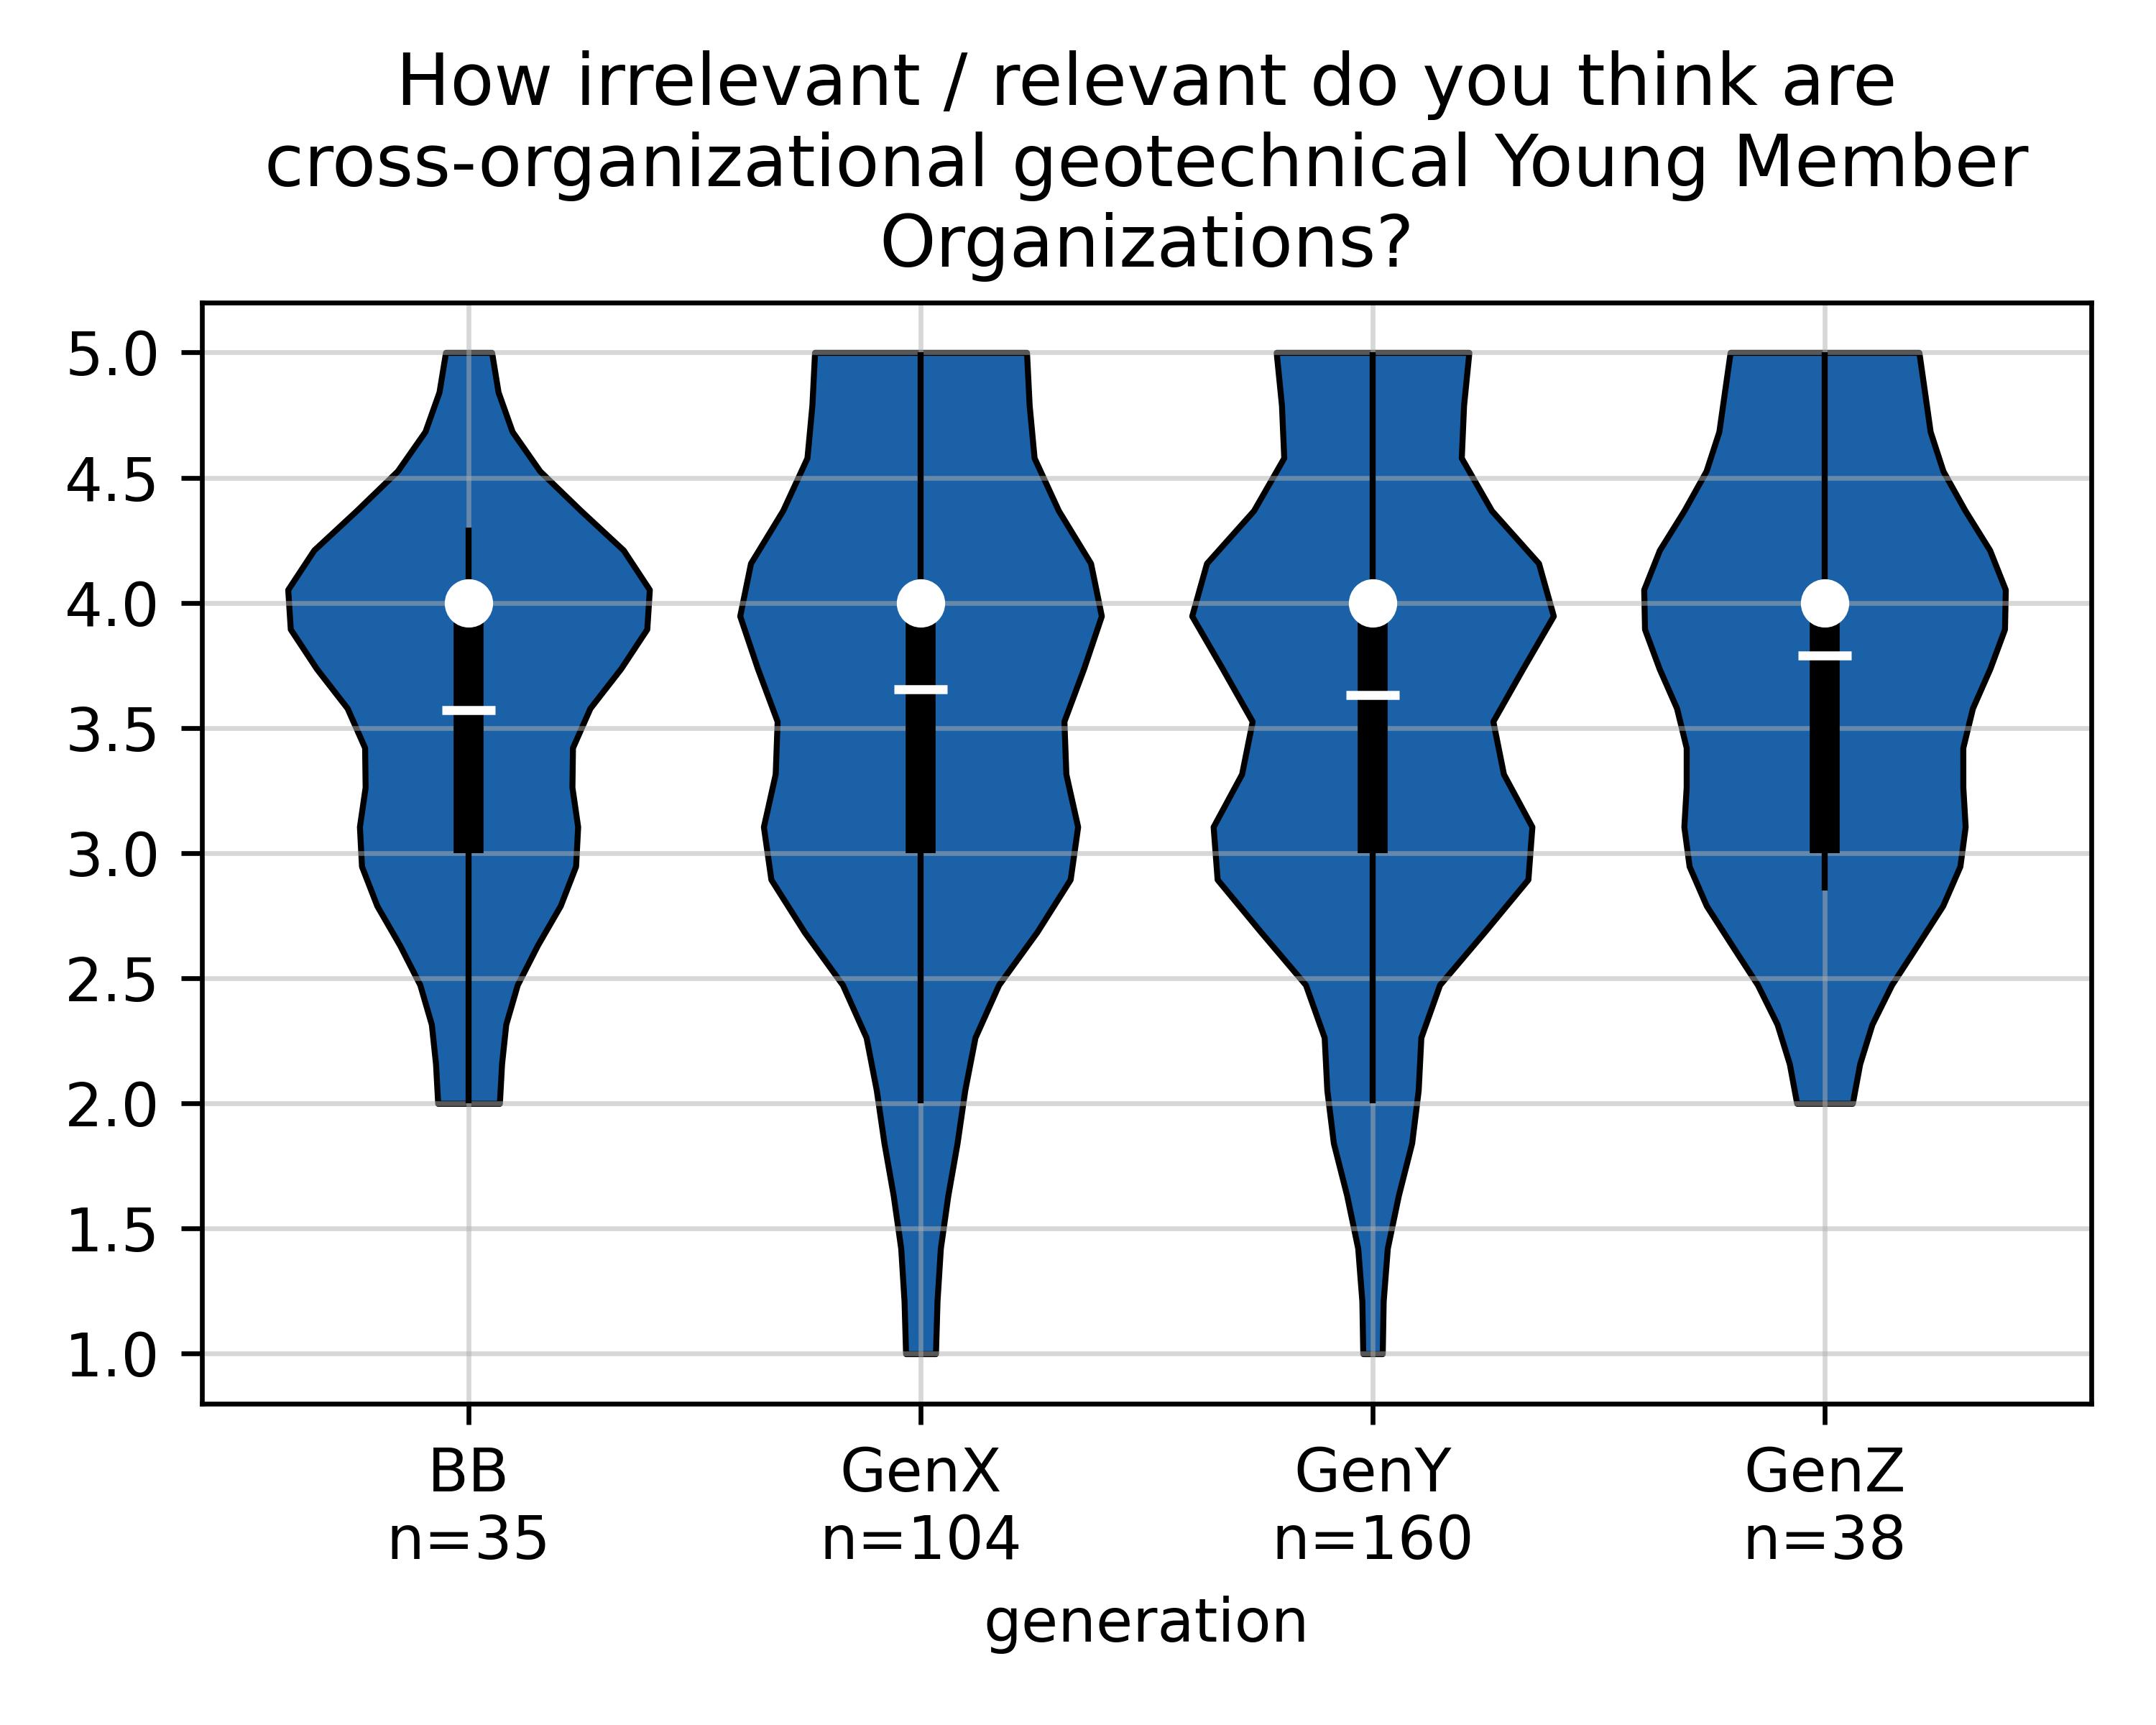 How irrelevant / relevant do you think are
cross-organizational geotechnical Young Member
Organizations?
5.0
4.5
4.0
3.5
3.0
2.5
2.0
1.5
1.0
BB GenX GenY GenZ
n=35 n=104 n=160 n=38
generation